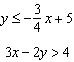 y ≤ -3/4 x + 5
3x - 2y > 4